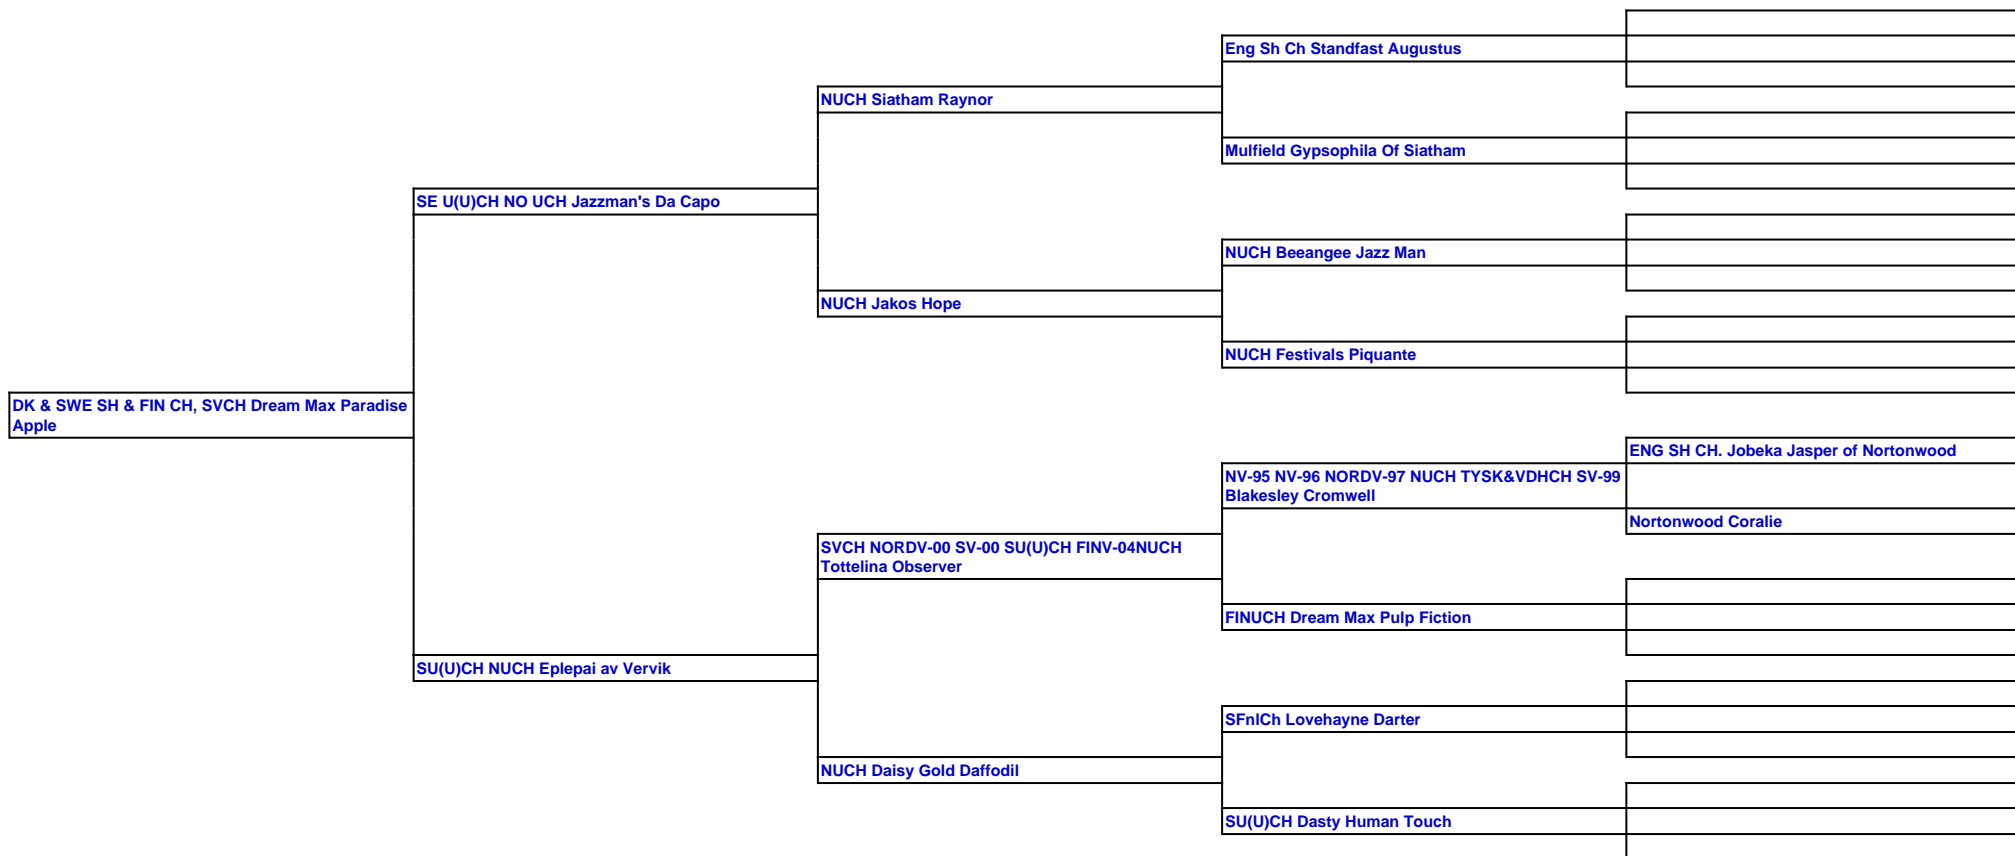 Eng Sh Ch Standfast Augustus
NUCH Siatham Raynor
Mulfield Gypsophila Of Siatham
SE U(U)CH NO UCH Jazzman's Da Capo
NUCH Beeangee Jazz Man
NUCH Jakos Hope
NUCH Festivals Piquante
DK & SWE SH & FIN CH, SVCH Dream Max Paradise
Apple
ENG SH CH. Jobeka Jasper of Nortonwood
NV-95 NV-96 NORDV-97 NUCH TYSK&VDHCH SV-99
Blakesley Cromwell
Nortonwood Coralie
SVCH NORDV-00 SV-00 SU(U)CH FINV-04NUCH
Tottelina Observer
FINUCH Dream Max Pulp Fiction
SU(U)CH NUCH Eplepai av Vervik
SFnlCh Lovehayne Darter
NUCH Daisy Gold Daffodil
SU(U)CH Dasty Human Touch